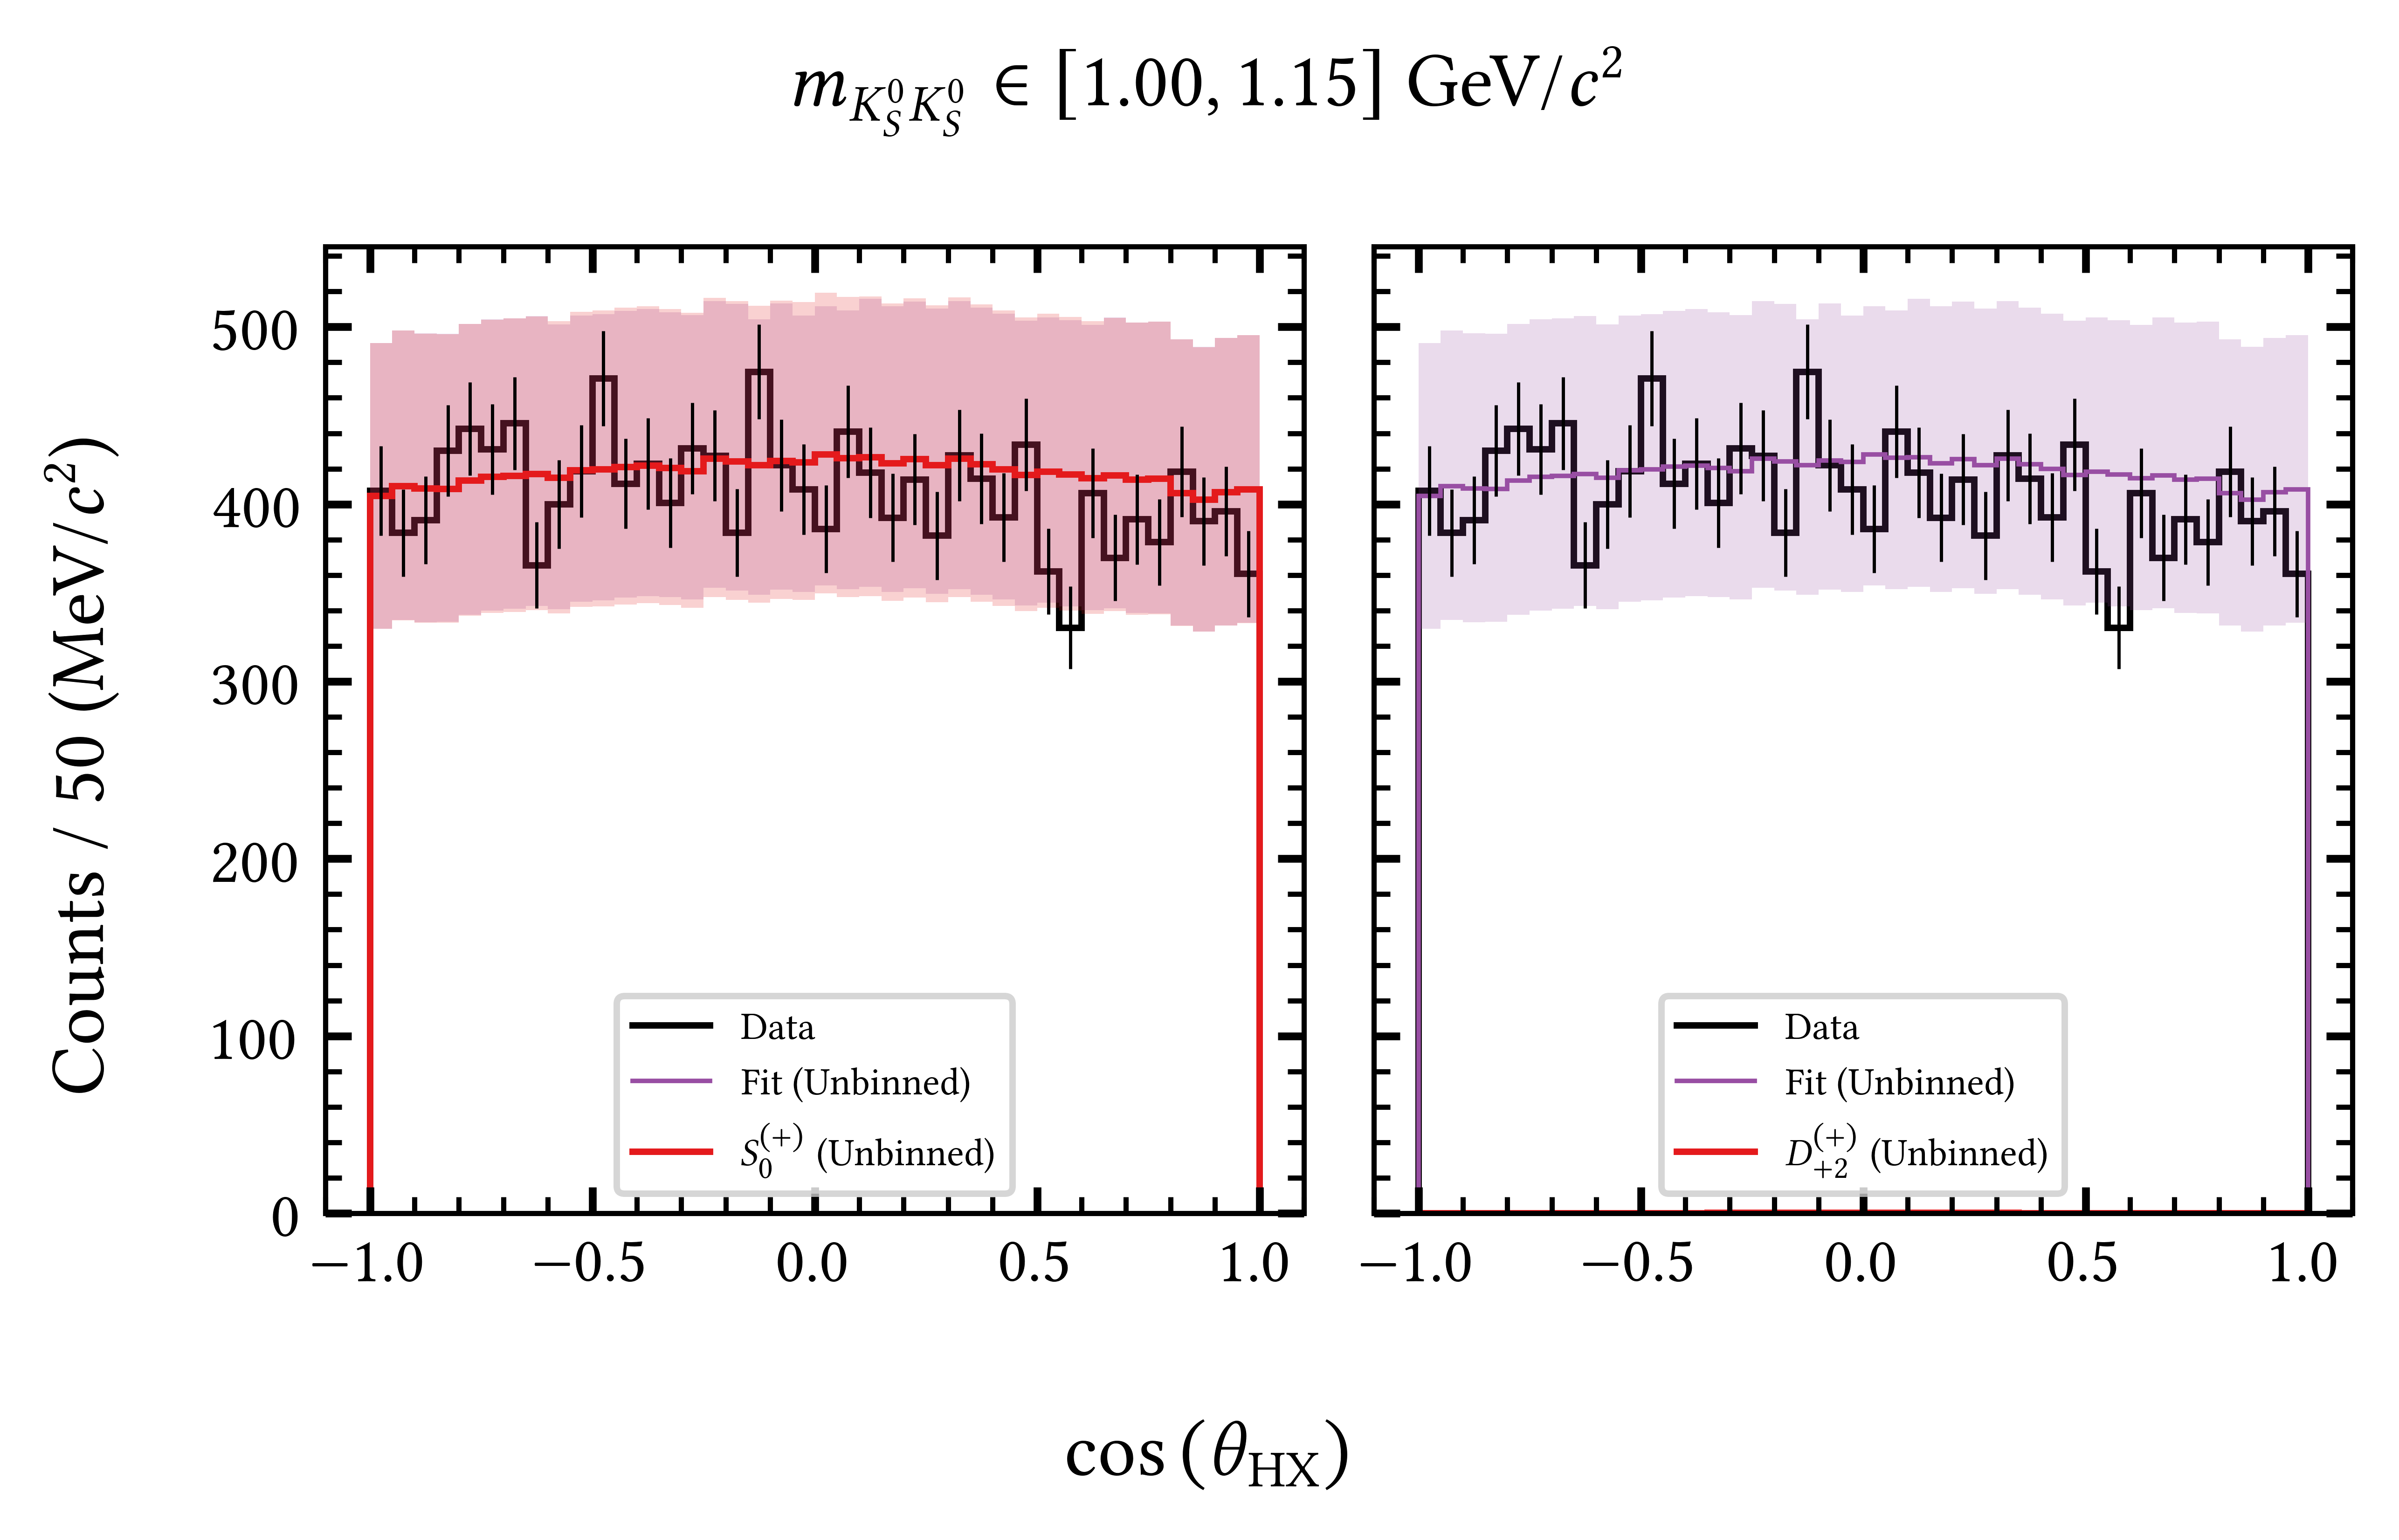 m_{K_S^0 K_S^0} ∈ [1.00, 1.15] GeV/c²
Counts / 50 (MeV/c²)
500
400
300
200
100
0
Data
Fit (Unbinned)
S_0^{(+)} (Unbinned)
Data
Fit (Unbinned)
D_{+2}^{(+)} (Unbinned)
−1.0 −0.5 0.0 0.5 1.0
−1.0 −0.5 0.0 0.5 1.0
cos (θ_HX)